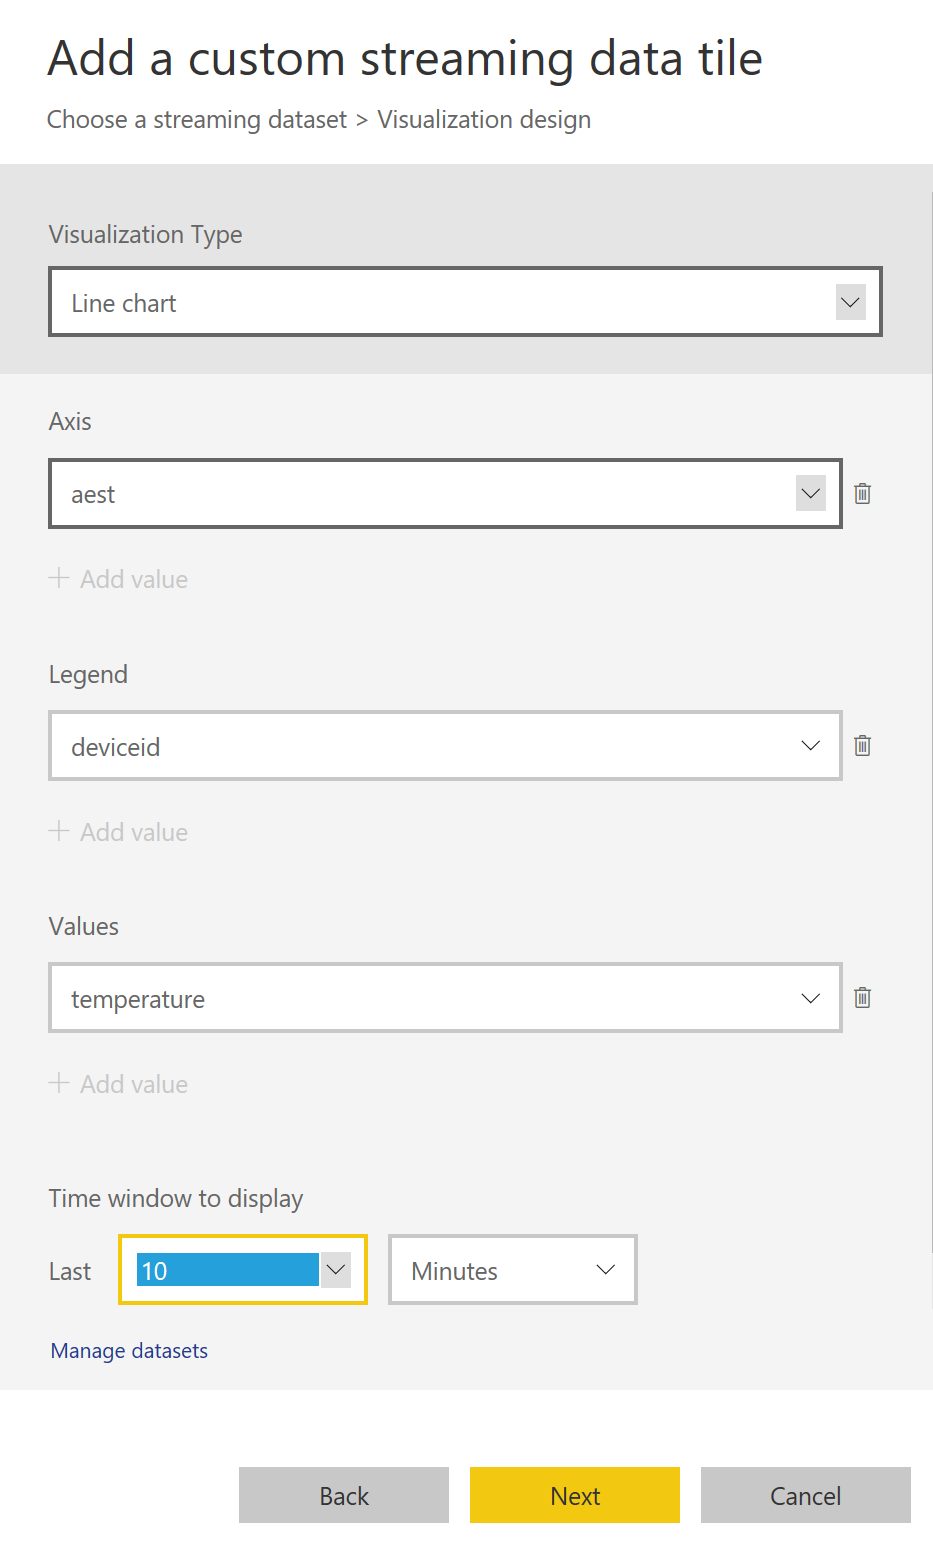 Add a custom streaming data tile
Choose a streaming dataset > Visualization design
Visualization Type
Line chart
Axis
aest
+ Add value
Legend
deviceid
+ Add value
Values
temperature
+ Add value
Time window to display
Last 10 Minutes
Manage datasets
Back Next Cancel